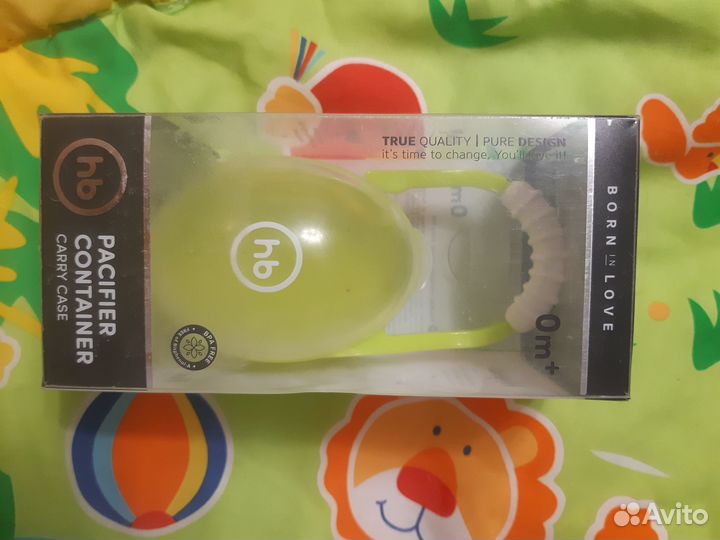 hb
PACIFIER
CONTAINER
CARRY CASE
TRUE QUALITY | PURE DESIGN
it's time to change. You'll love it!
hb
BPA FREE
0m+
BORN IN LOVE
Avito